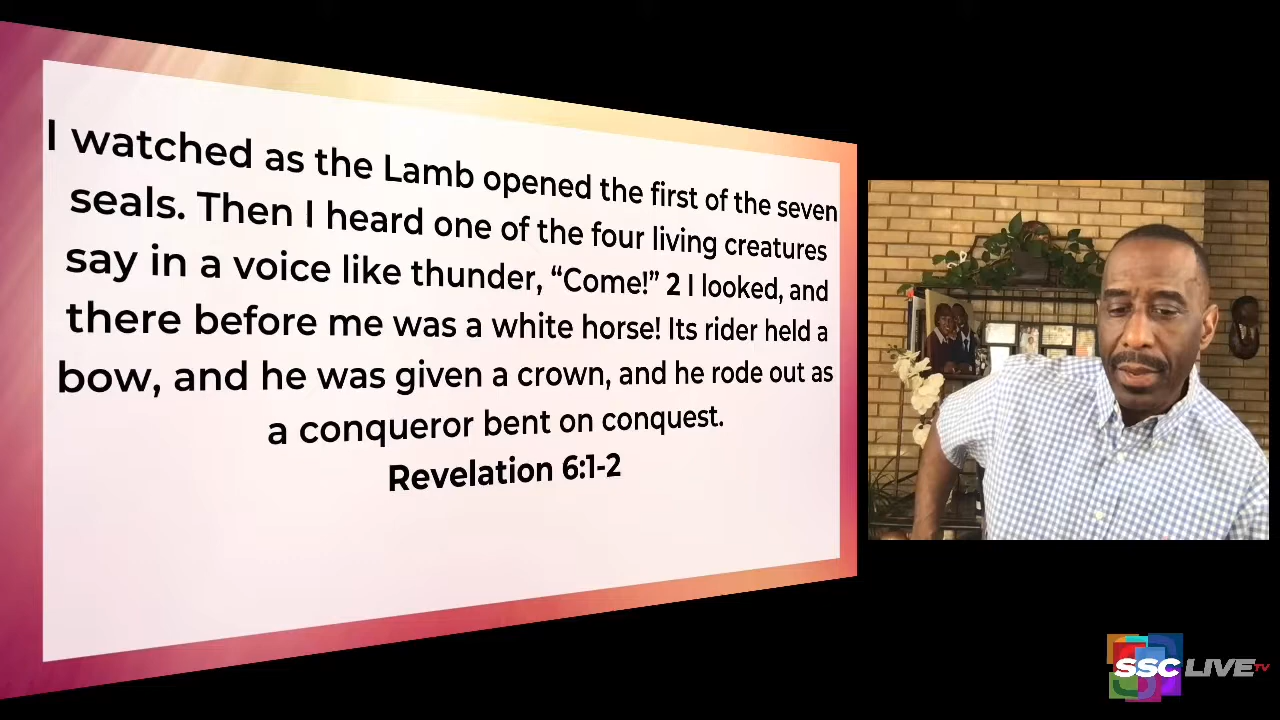 I watched as the Lamb opened the first of the seven
seals. Then I heard one of the four living creatures
say in a voice like thunder, “Come!” 2 I looked, and
there before me was a white horse! Its rider held a
bow, and he was given a crown, and he rode out as
a conqueror bent on conquest.
Revelation 6:1-2
SSC LIVE TV